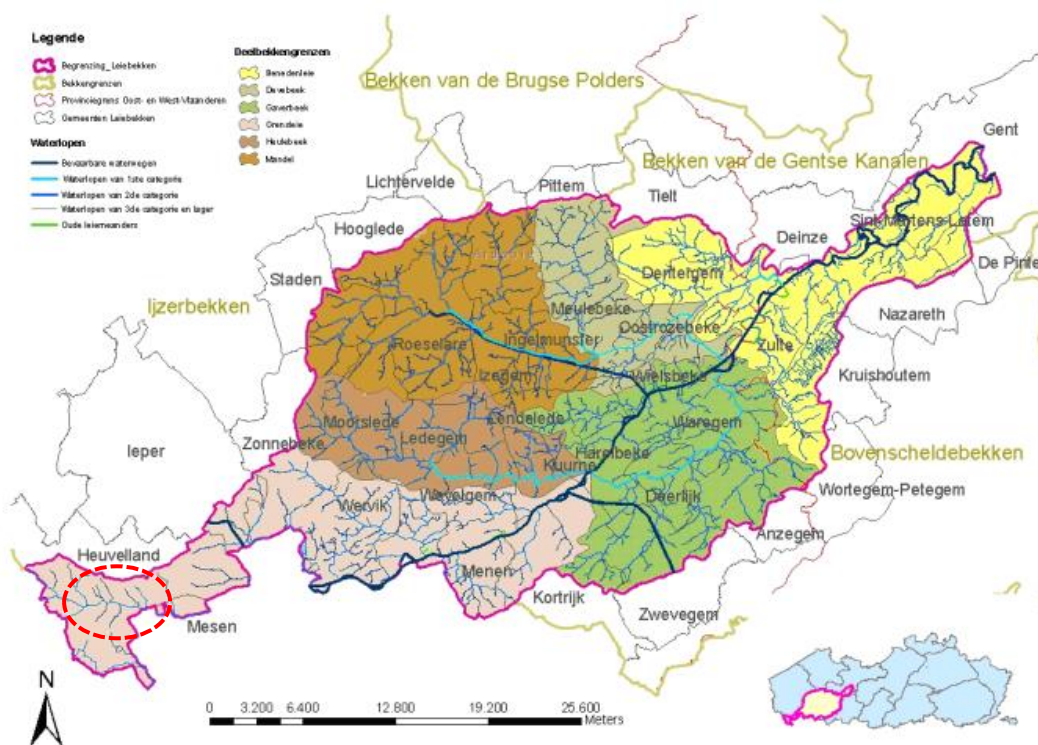 Legende
Begrenzing_Leiebekken
Bekkengrenzen
Provinciegrens Oost- en West-Vlaanderen
Gemeenten Leiebekken
Waterlopen
Bevaarbare waterwegen
Waterlopen van 1ste categorie
Waterlopen van 2de categorie
Waterlopen van 3de categorie en lager
Oude leiemeanders
Deelbekkengrenzen
Benedenleie
Devebeek
Gaverbeek
Grensleie
Heulebeek
Mandel
Bekken van de Brugse Polders
Bekken van de Gentse Kanalen
Gent
Lichtervelde
Pittem
Tielt
Hooglede
Sint-Martens-Latem
Deinze
Staden
De Pinte
Dentergem
IJzerbekken
Meulebeke
Nazareth
Oostrozebeke
Roeselare
Ingelmunster
Zulte
Izegem
Wielsbeke
Kruishoutem
Moorslede
Lendelede
Waregem
Zonnebeke
Ledegem
Harelbeke
Ieper
Kuurne
Bovenscheldebekken
Wevelgem
Deerlijk
Wortegem-Petegem
Wervik
Anzegem
Heuvelland
Menen
Kortrijk
Zwevegem
Mesen
N
0 3.200 6.400 12.800 19.200 25.600
Meters